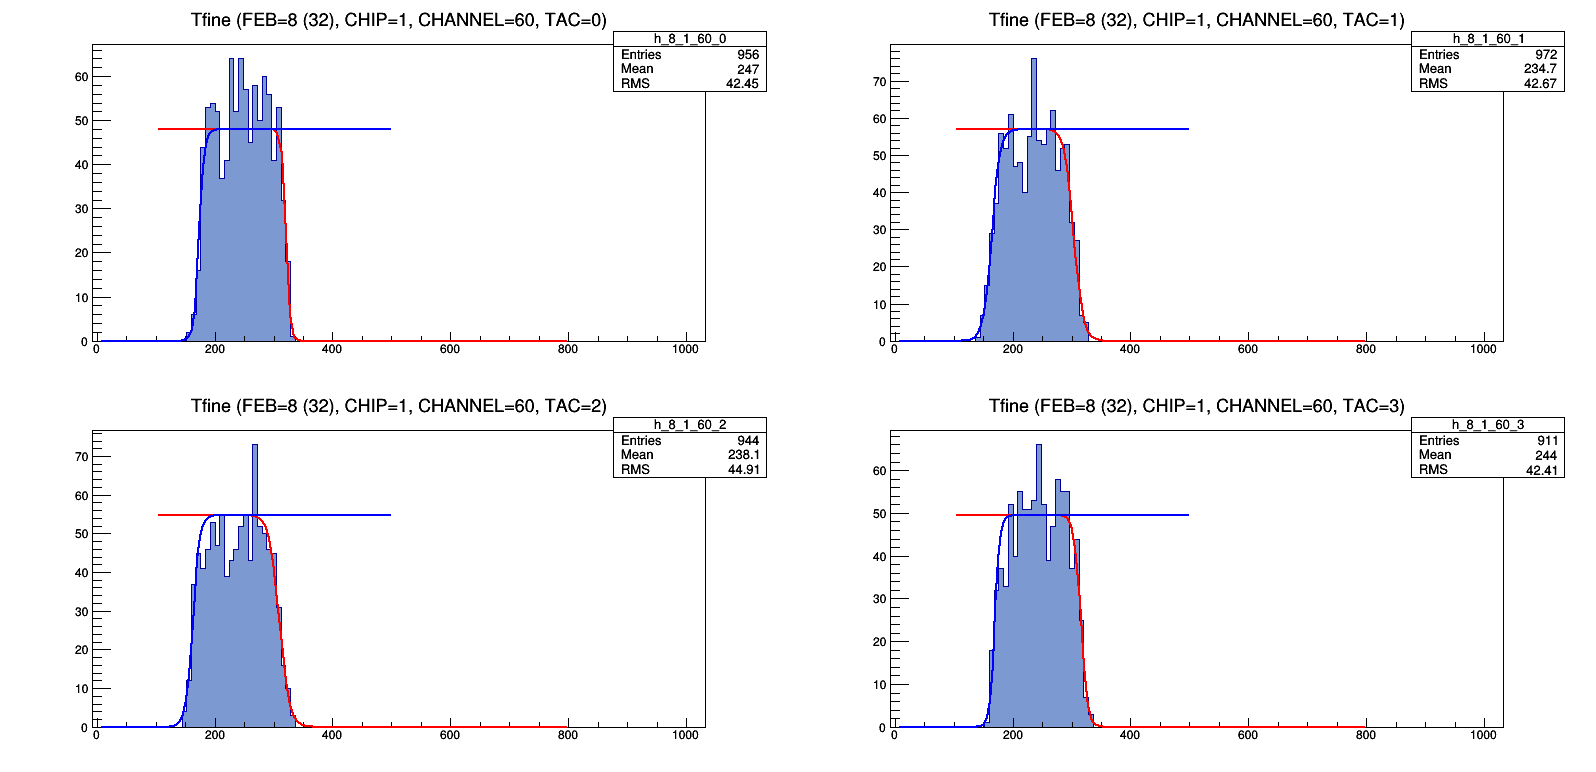 Tfine (FEB=8 (32), CHIP=1, CHANNEL=60, TAC=0)
h_8_1_60_0
Entries 956
Mean 247
RMS 42.45
60
50
40
30
20
10
0
0 200 400 600 800 1000
Tfine (FEB=8 (32), CHIP=1, CHANNEL=60, TAC=1)
h_8_1_60_1
Entries 972
Mean 234.7
RMS 42.67
70
60
50
40
30
20
10
0
0 200 400 600 800 1000
Tfine (FEB=8 (32), CHIP=1, CHANNEL=60, TAC=2)
h_8_1_60_2
Entries 944
Mean 238.1
RMS 44.91
70
60
50
40
30
20
10
0
0 200 400 600 800 1000
Tfine (FEB=8 (32), CHIP=1, CHANNEL=60, TAC=3)
h_8_1_60_3
Entries 911
Mean 244
RMS 42.41
60
50
40
30
20
10
0
0 200 400 600 800 1000